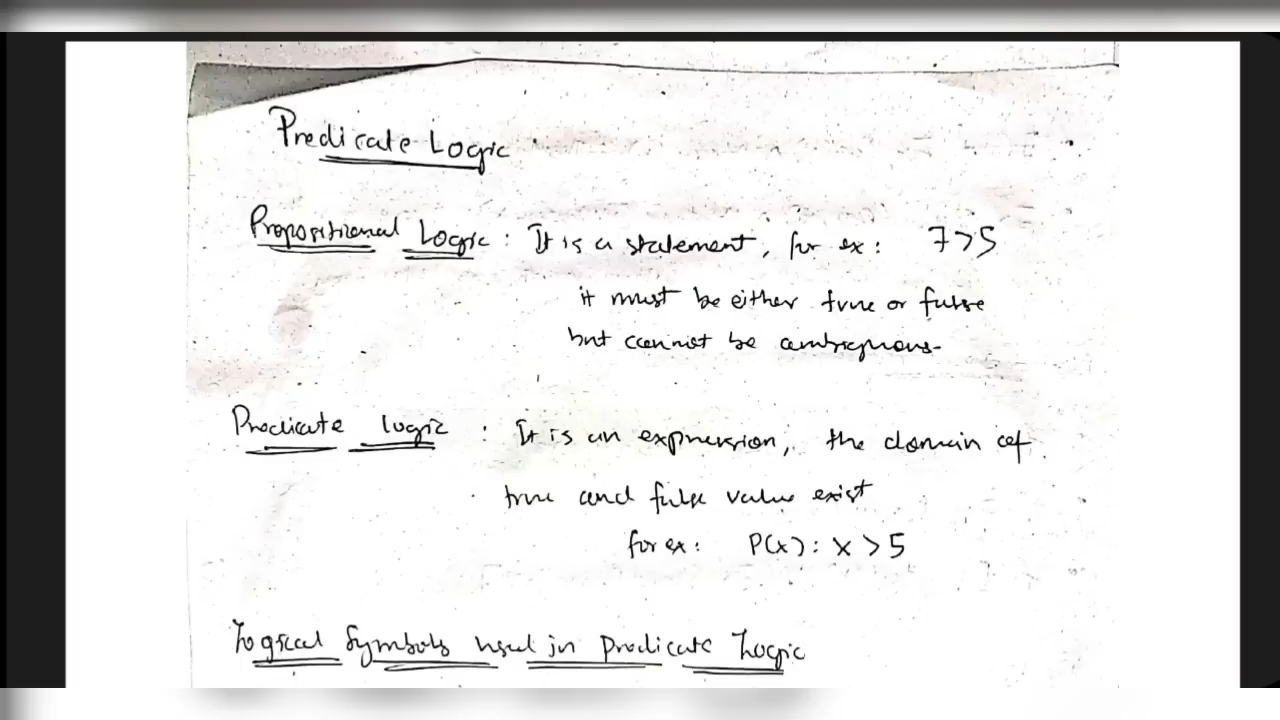 Predicate Logic
Propositional Logic : It is a statement, for ex: 7>5
it must be either true or false
but cannot be ambiguous.
Predicate logic : It is an expression, the domain of
true and false value exist
for ex: P(x): x > 5
Logical Symbols used in Predicate Logic